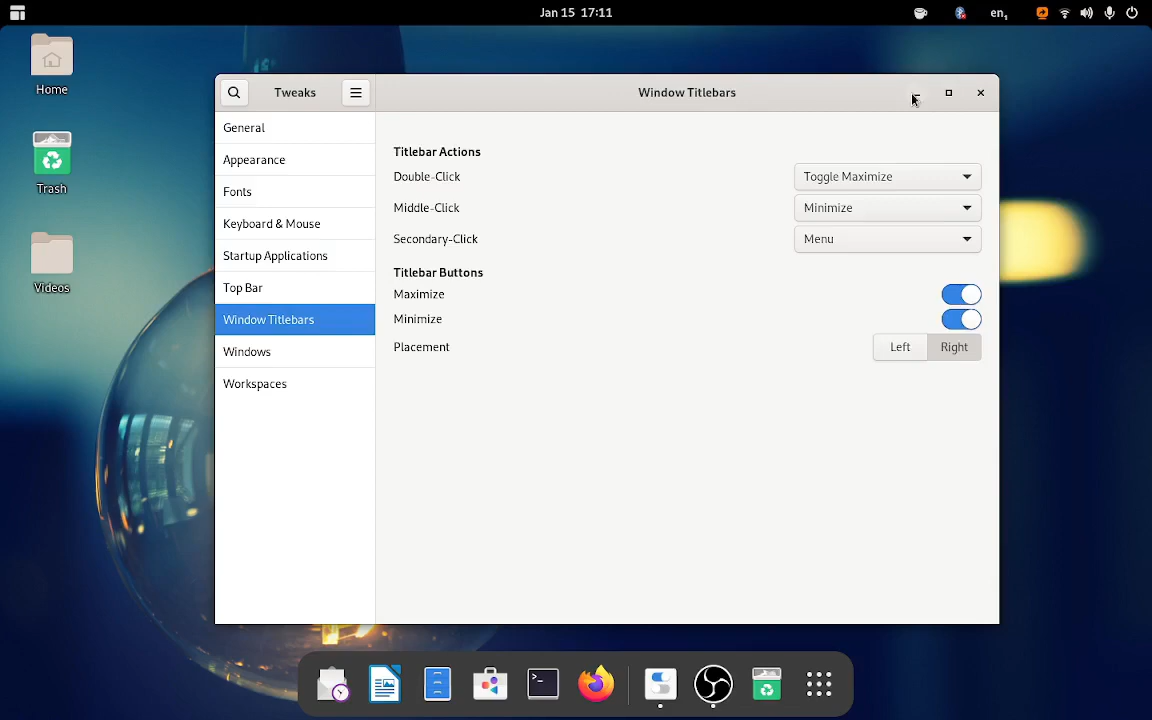 Jan 15 17:11
en₁
Home
Trash
Videos
Tweaks
Window Titlebars
General
Appearance
Fonts
Keyboard & Mouse
Startup Applications
Top Bar
Window Titlebars
Windows
Workspaces
Titlebar Actions
Double-Click
Toggle Maximize
Middle-Click
Minimize
Secondary-Click
Menu
Titlebar Buttons
Maximize
Minimize
Placement
Left
Right
>_